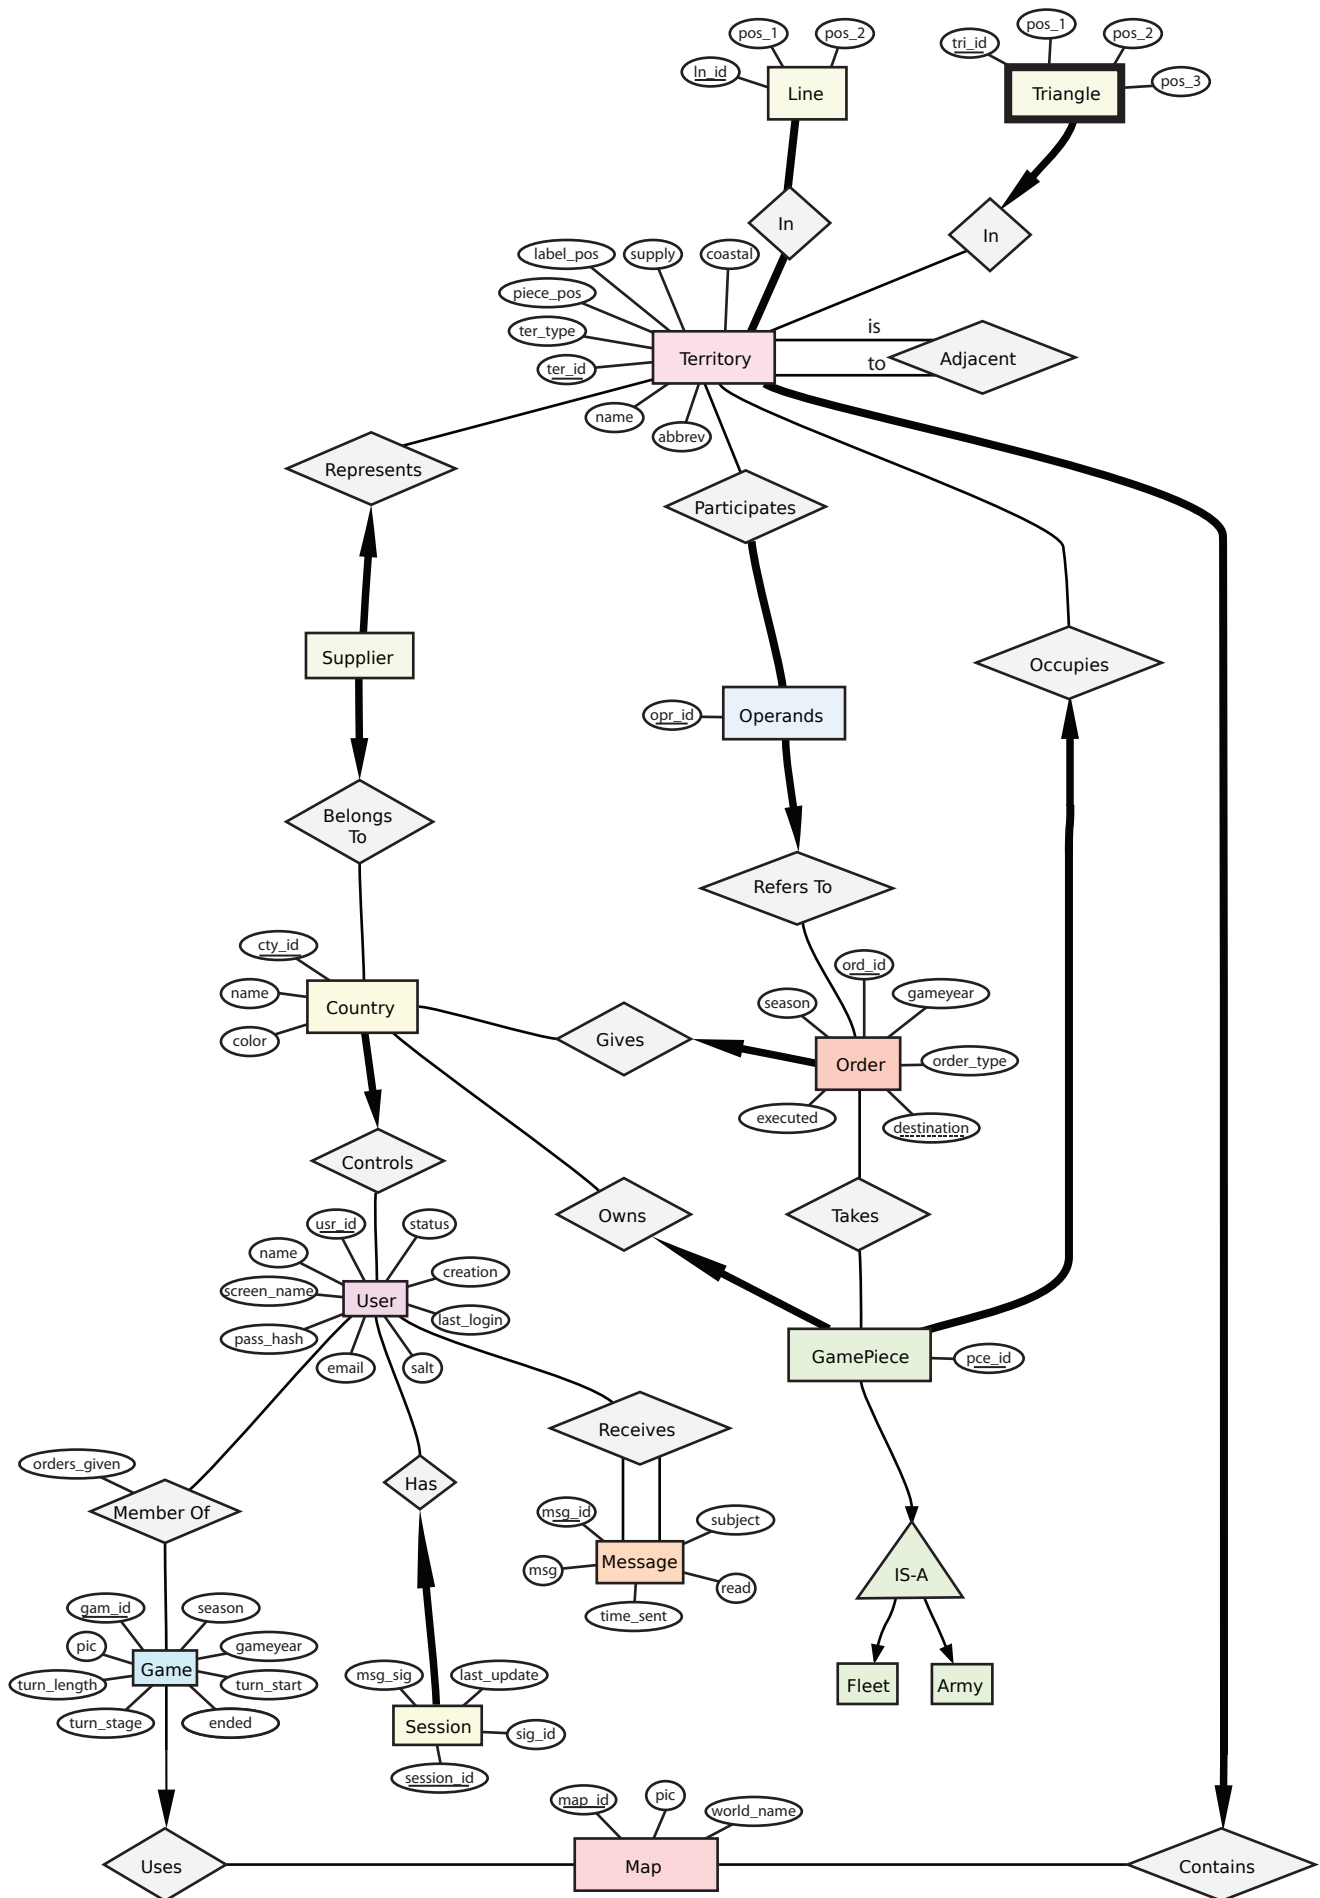 pos_1
pos_1
pos_2
pos_2
tri_id
ln_id
pos_3
Line
Triangle
In
In
label_pos
supply
coastal
piece_pos
ter_type
is
Territory
Adjacent
to
ter_id
name
abbrev
Represents
Participates
Supplier
Occupies
opr_id
Operands
Belongs
To
Refers To
cty_id
ord_id
name
season
gameyear
Country
color
Gives
Order
order_type
executed
destination
Controls
Owns
Takes
usr_id
status
name
creation
screen_name
User
last_login
pass_hash
email
salt
GamePiece
pce_id
Receives
orders_given
Has
Member Of
msg_id
subject
Message
msg
read
IS-A
time_sent
gam_id
season
pic
gameyear
Game
turn_length
turn_start
turn_stage
ended
msg_sig
last_update
Fleet
Army
Session
sig_id
session_id
map_id
pic
world_name
Uses
Map
Contains